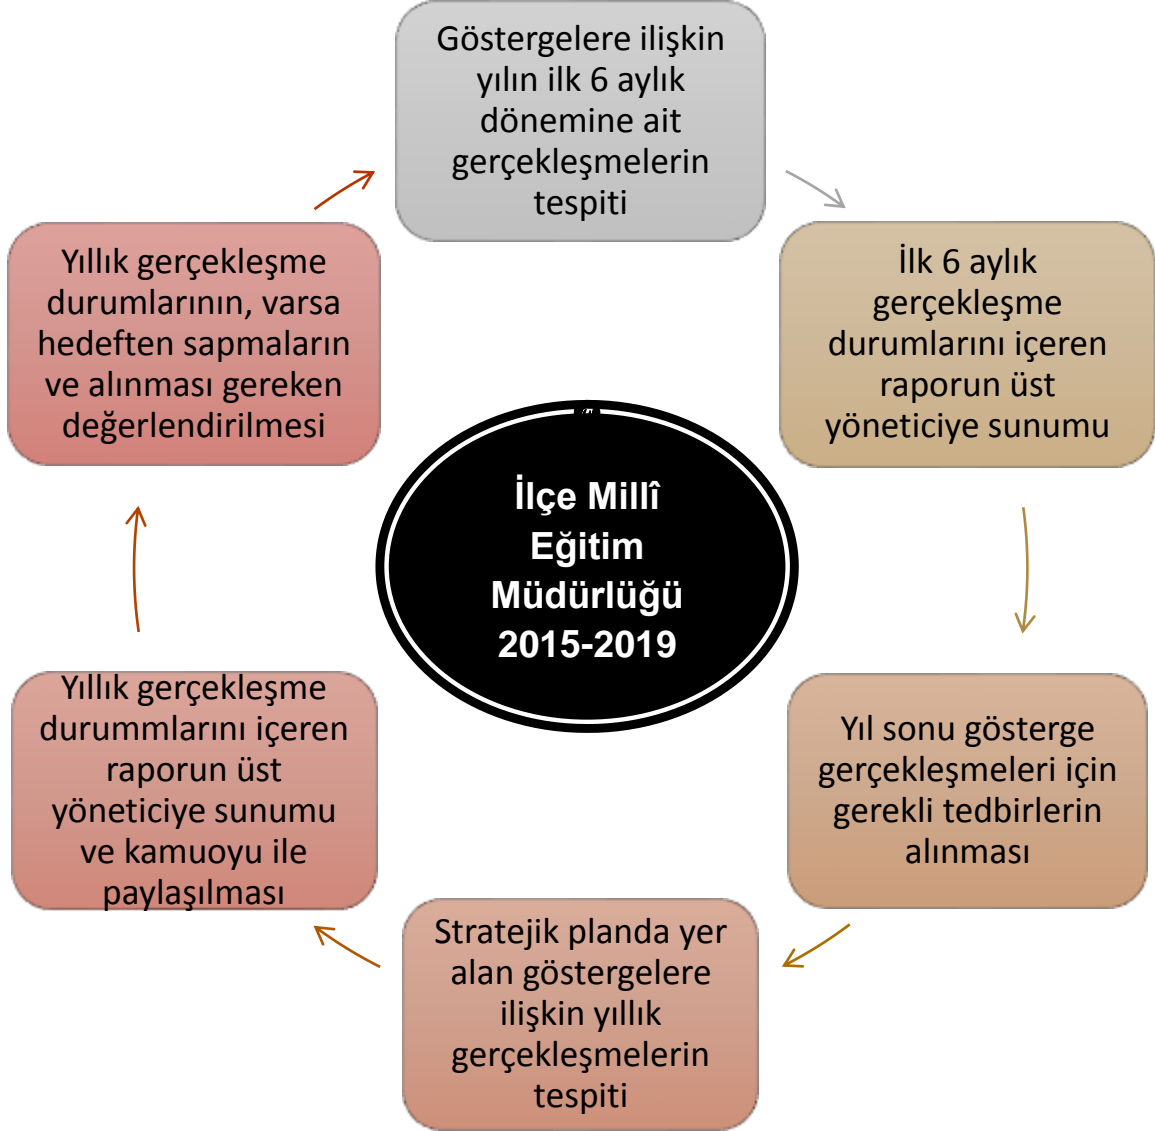 Göstergelere ilişkin
yılın ilk 6 aylık
dönemine ait
gerçekleşmelerin
tespiti
İlk 6 aylık
gerçekleşme
durumlarını içeren
raporun üst
yöneticiye sunumu
Yıl sonu gösterge
gerçekleşmeleri için
gerekli tedbirlerin
alınması
Stratejik planda yer
alan göstergelere
ilişkin yıllık
gerçekleşmelerin
tespiti
Yıllık gerçekleşme
durummlarını içeren
raporun üst
yöneticiye sunumu
ve kamuoyu ile
paylaşılması
Yıllık gerçekleşme
durumlarının, varsa
hedeften sapmaların
ve alınması gereken
değerlendirilmesi
İlçe Millî
Eğitim
Müdürlüğü
2015-2019